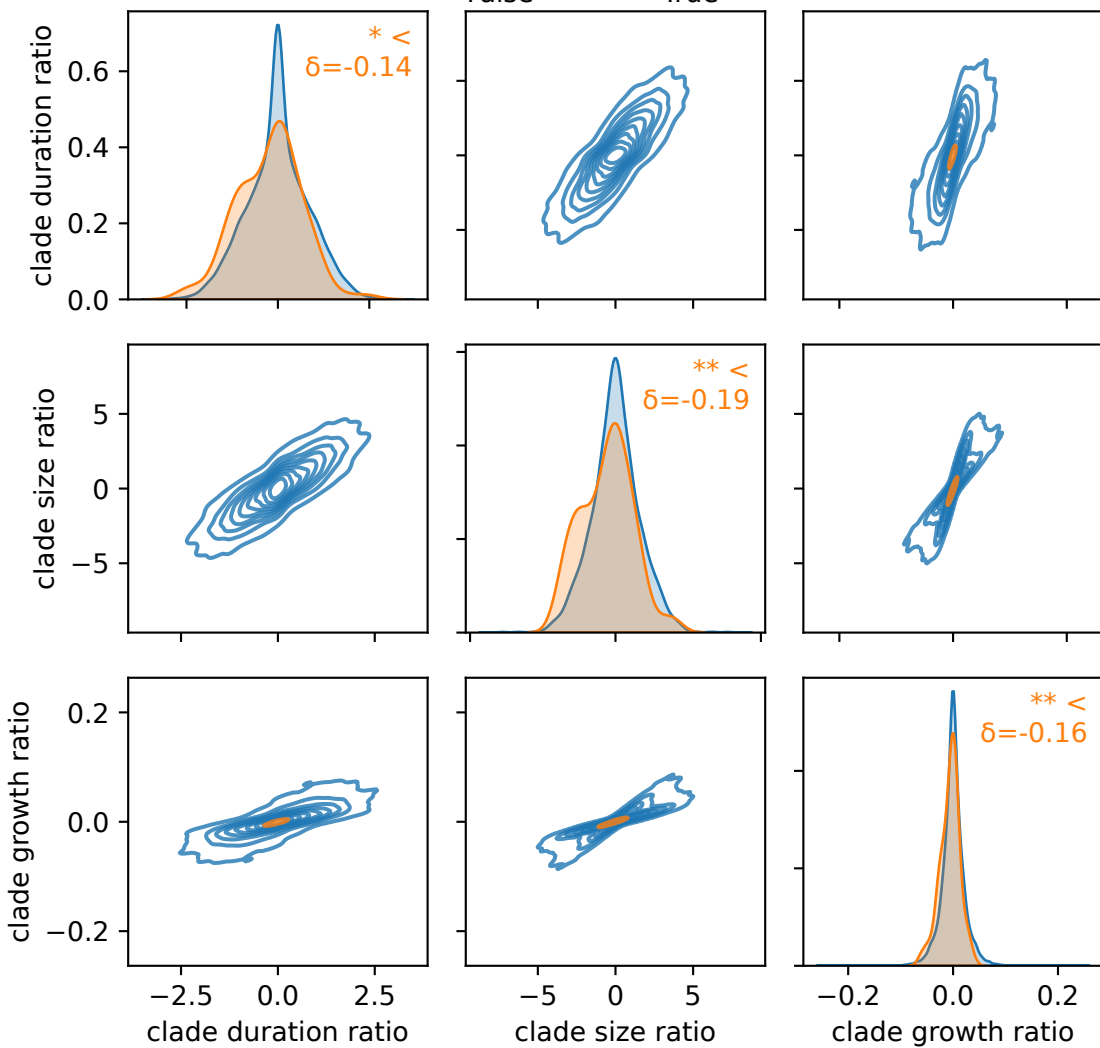 clade duration ratio
0.6
0.4
0.2
0.0
* <
δ=-0.14
clade size ratio
5
0
−5
** <
δ=-0.19
clade growth ratio
0.2
0.0
−0.2
** <
δ=-0.16
−2.5 0.0 2.5
clade duration ratio
−5 0 5
clade size ratio
−0.2 0.0 0.2
clade growth ratio